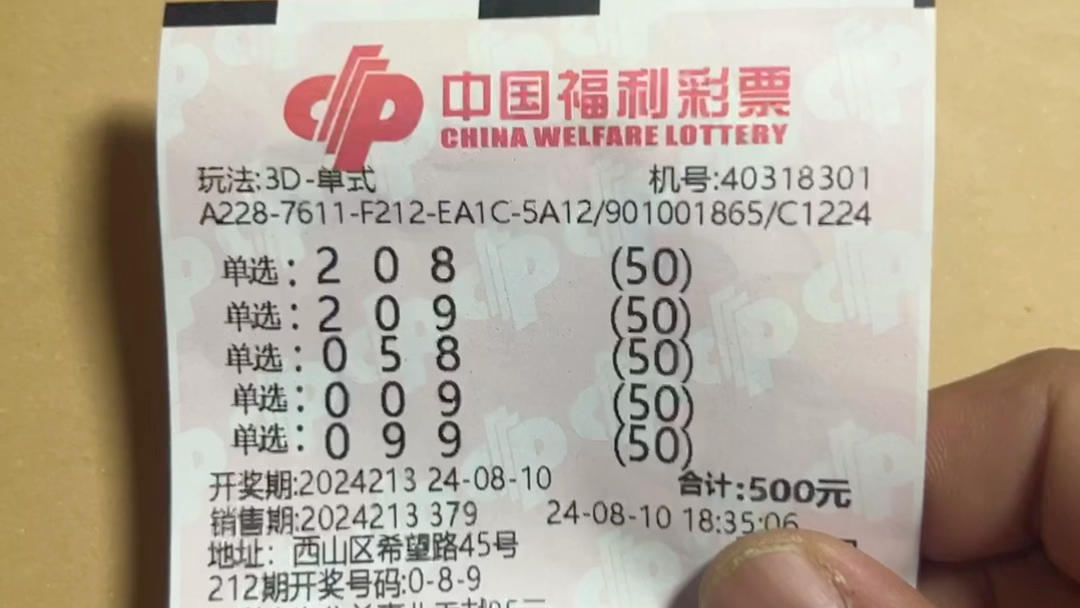 中国福利彩票
CHINA WELFARE LOTTERY
玩法:3D-单式 机号:40318301
A228-7611-F212-EA1C-5A12/901001865/C1224
单选: 2 0 8 (50)
单选: 2 0 9 (50)
单选: 0 5 8 (50)
单选: 0 0 9 (50)
单选: 0 9 9 (50)
开奖期:2024213 24-08-10 合计:500元
销售期:2024213 379 24-08-10 18:35:06
地址: 西山区希望路45号
212期开奖号码:0-8-9